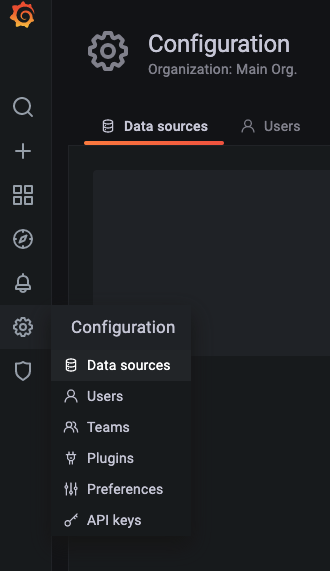 Configuration
Organization: Main Org.
Data sources
Users
Configuration
Data sources
Users
Teams
Plugins
Preferences
API keys